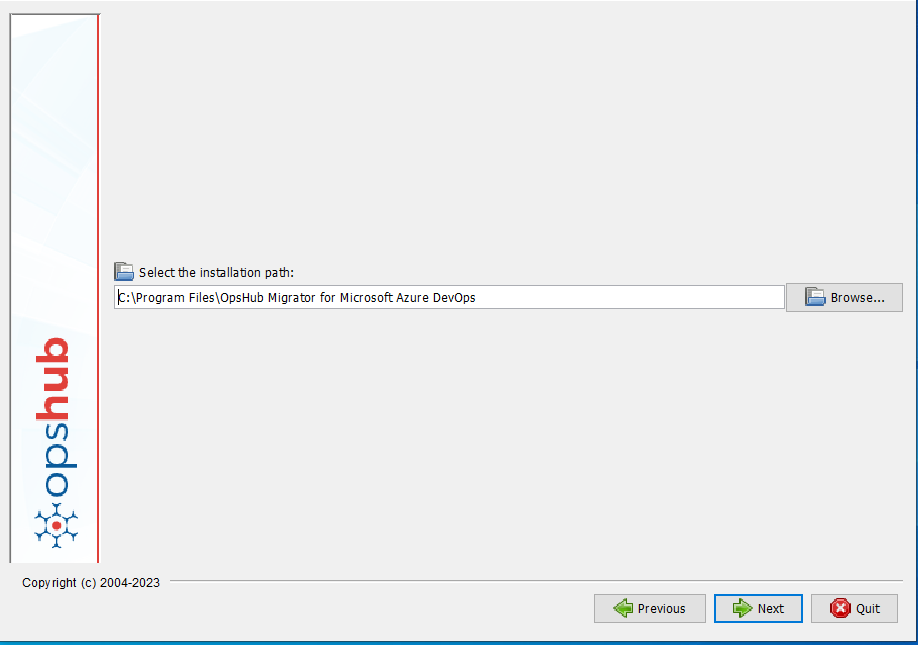 Select the installation path:
C:\Program Files\OpsHub Migrator for Microsoft Azure DevOps
Browse...
opshub
Copyright (c) 2004-2023
Previous
Next
Quit